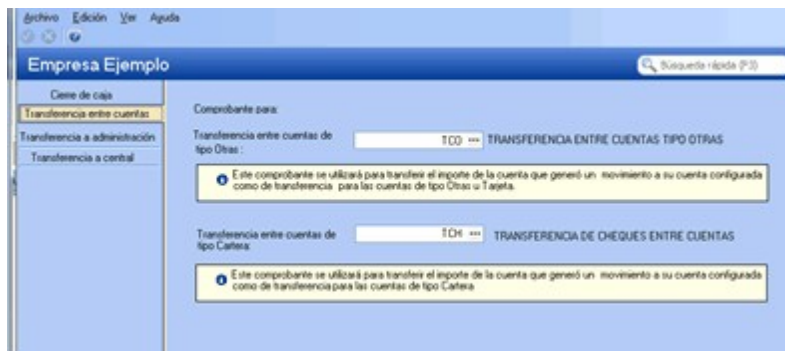 Archivo Edición Ver Ayuda
Empresa Ejemplo
Búsqueda rápida (F3)
Cierre de caja
Transferencia entre cuentas
Transferencia a administración
Transferencia a central
Comprobante para:
Transferencia entre cuentas de
tipo Otras :
TCO ... TRANSFERENCIA ENTRE CUENTAS TIPO OTRAS
Este comprobante se utilizará para transferir el importe de la cuenta que generó un movimiento a su cuenta configurada
como de transferencia para las cuentas de tipo Otras u Tarjeta.
Transferencia entre cuentas de
tipo Cartera:
TCH ... TRANSFERENCIA DE CHEQUES ENTRE CUENTAS
Este comprobante se utilizará para transferir el importe de la cuenta que generó un movimiento a su cuenta configurada
como de transferencia para las cuentas de tipo Cartera